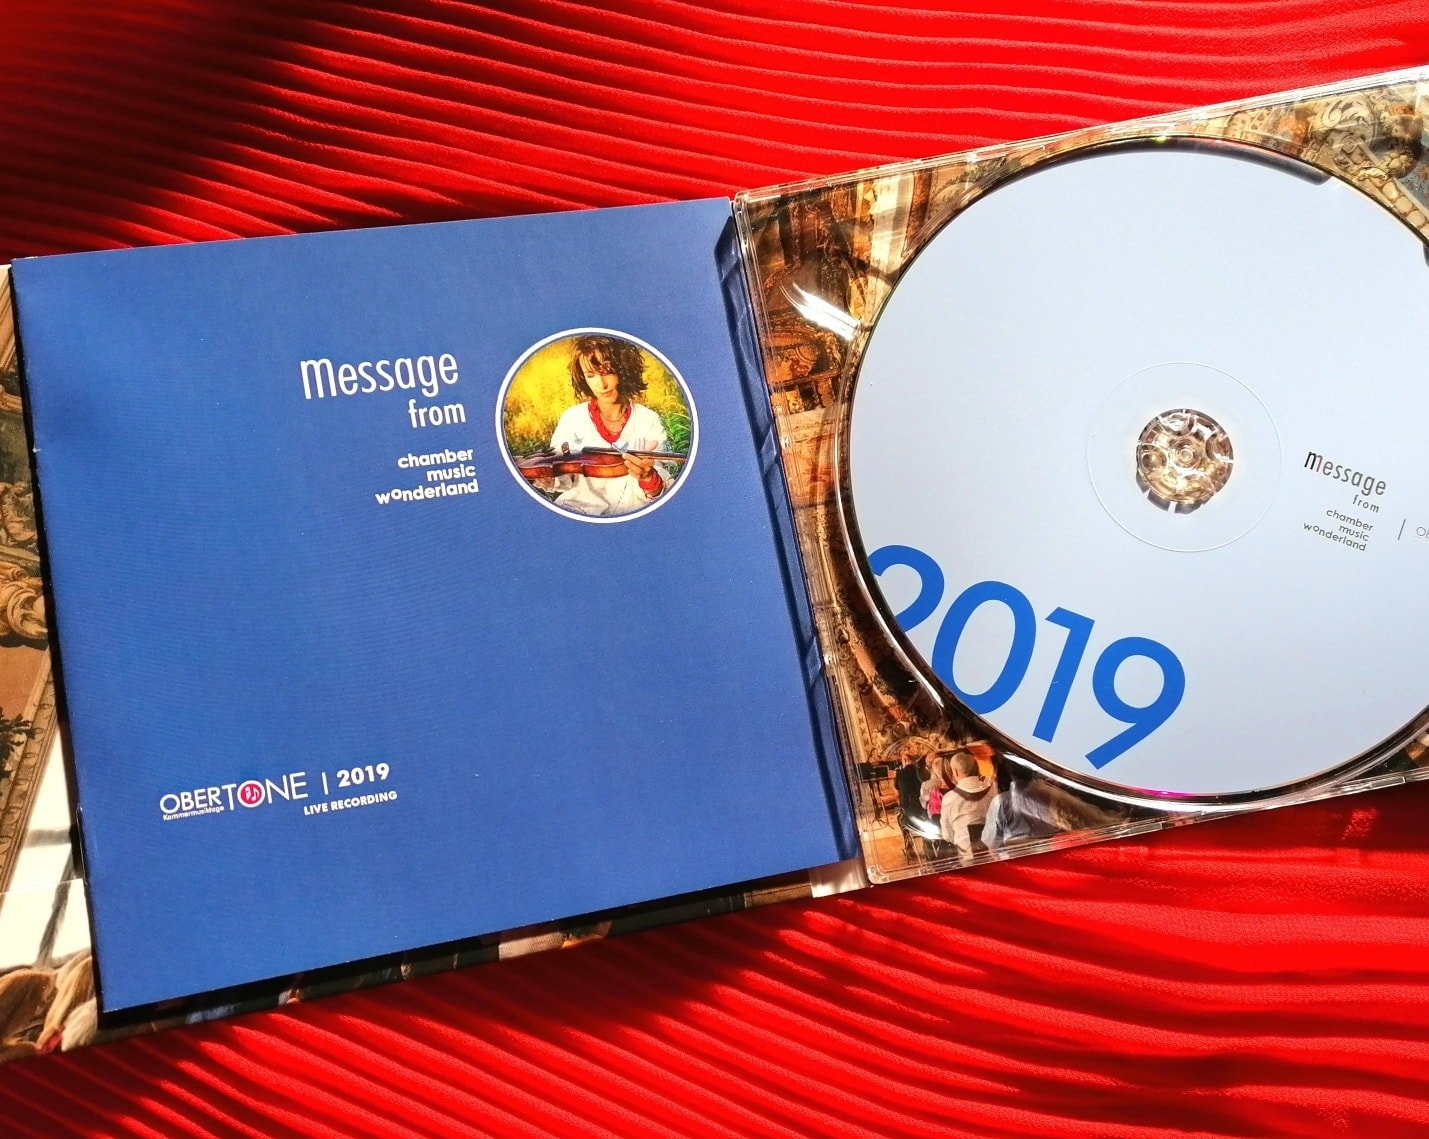 Message
from
chamber
music
wonderland
OBERTONE | 2019
Kammermusiktage
LIVE RECORDING
Message
from
chamber
music
wonderland
|
2019